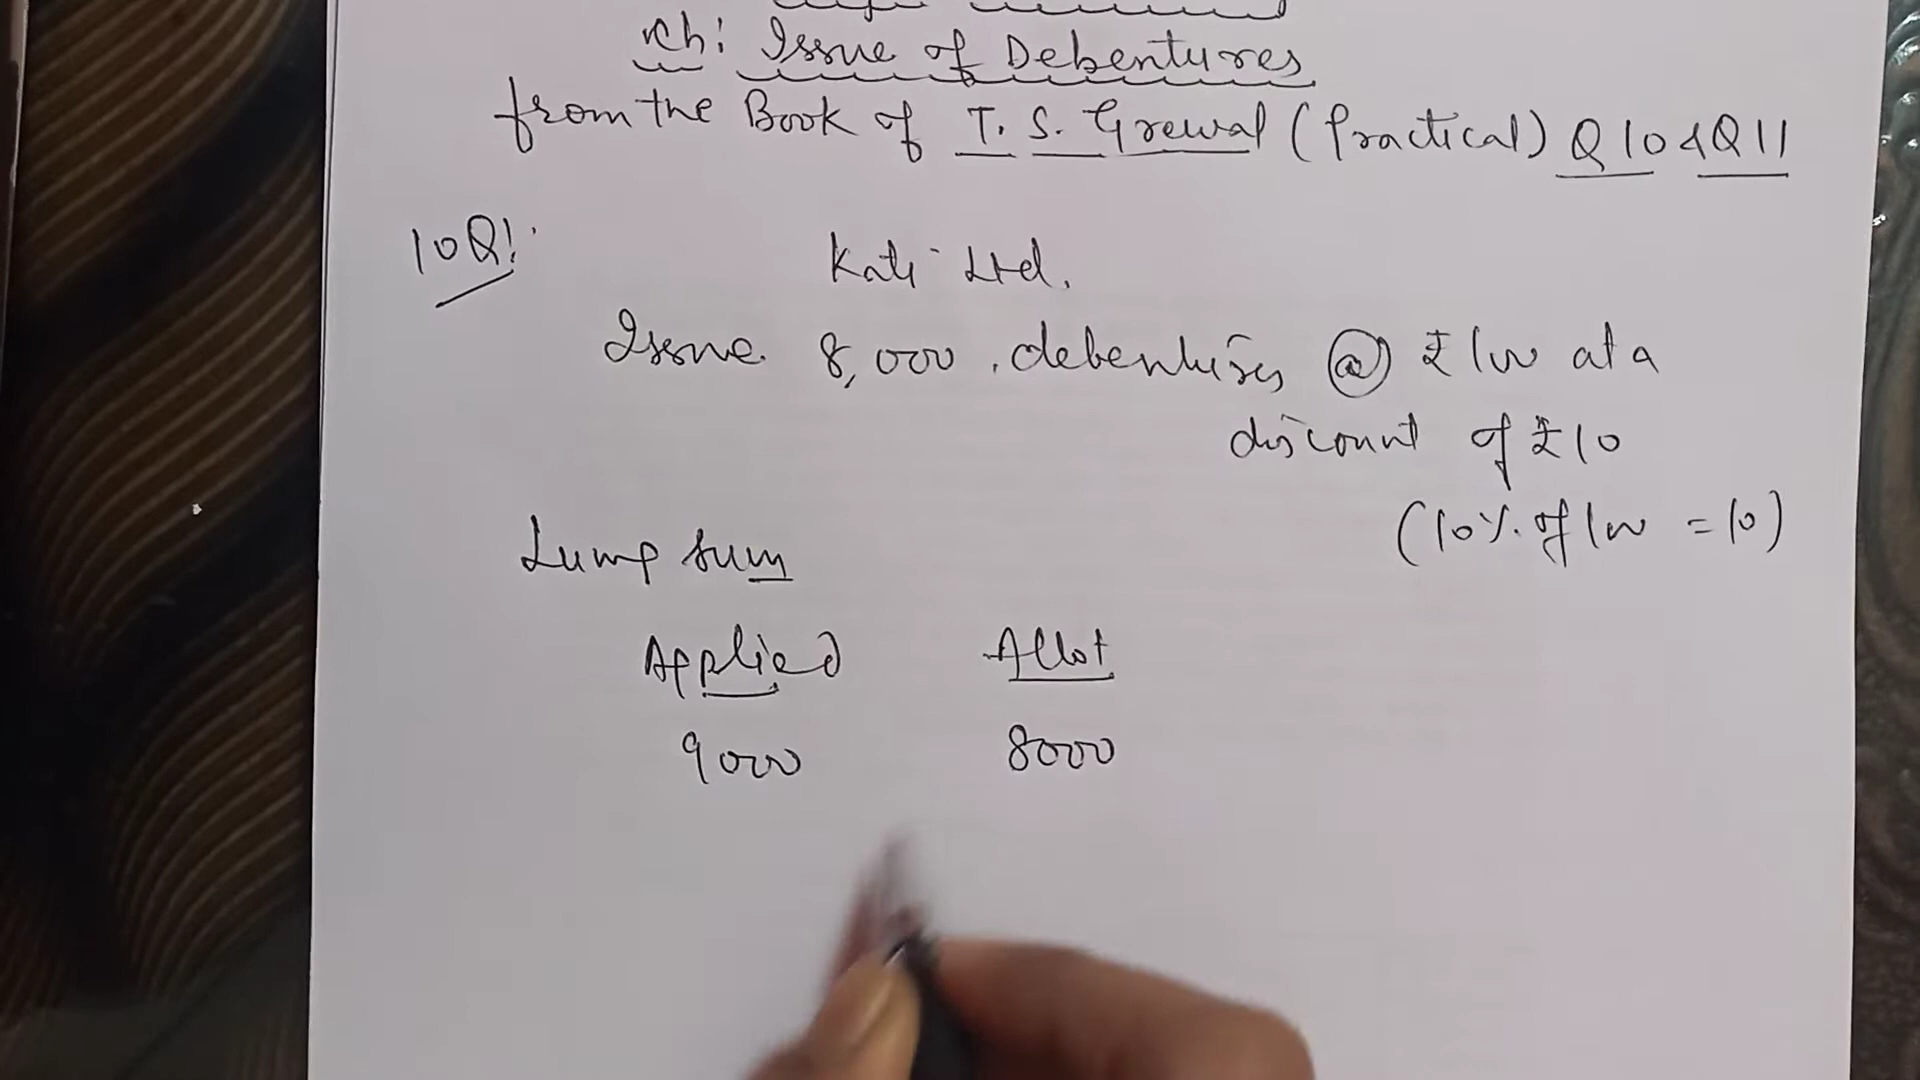 Ch: Issue of Debentures
from the Book of T. S. Grewal (Practical) Q10 & Q11
10Q!
Ltd.
Issue 8,000 debentures @ ₹100 at a
discount of ₹10
(10% of 100 = 10)
Lump sum
Applied Allot
9000 8000